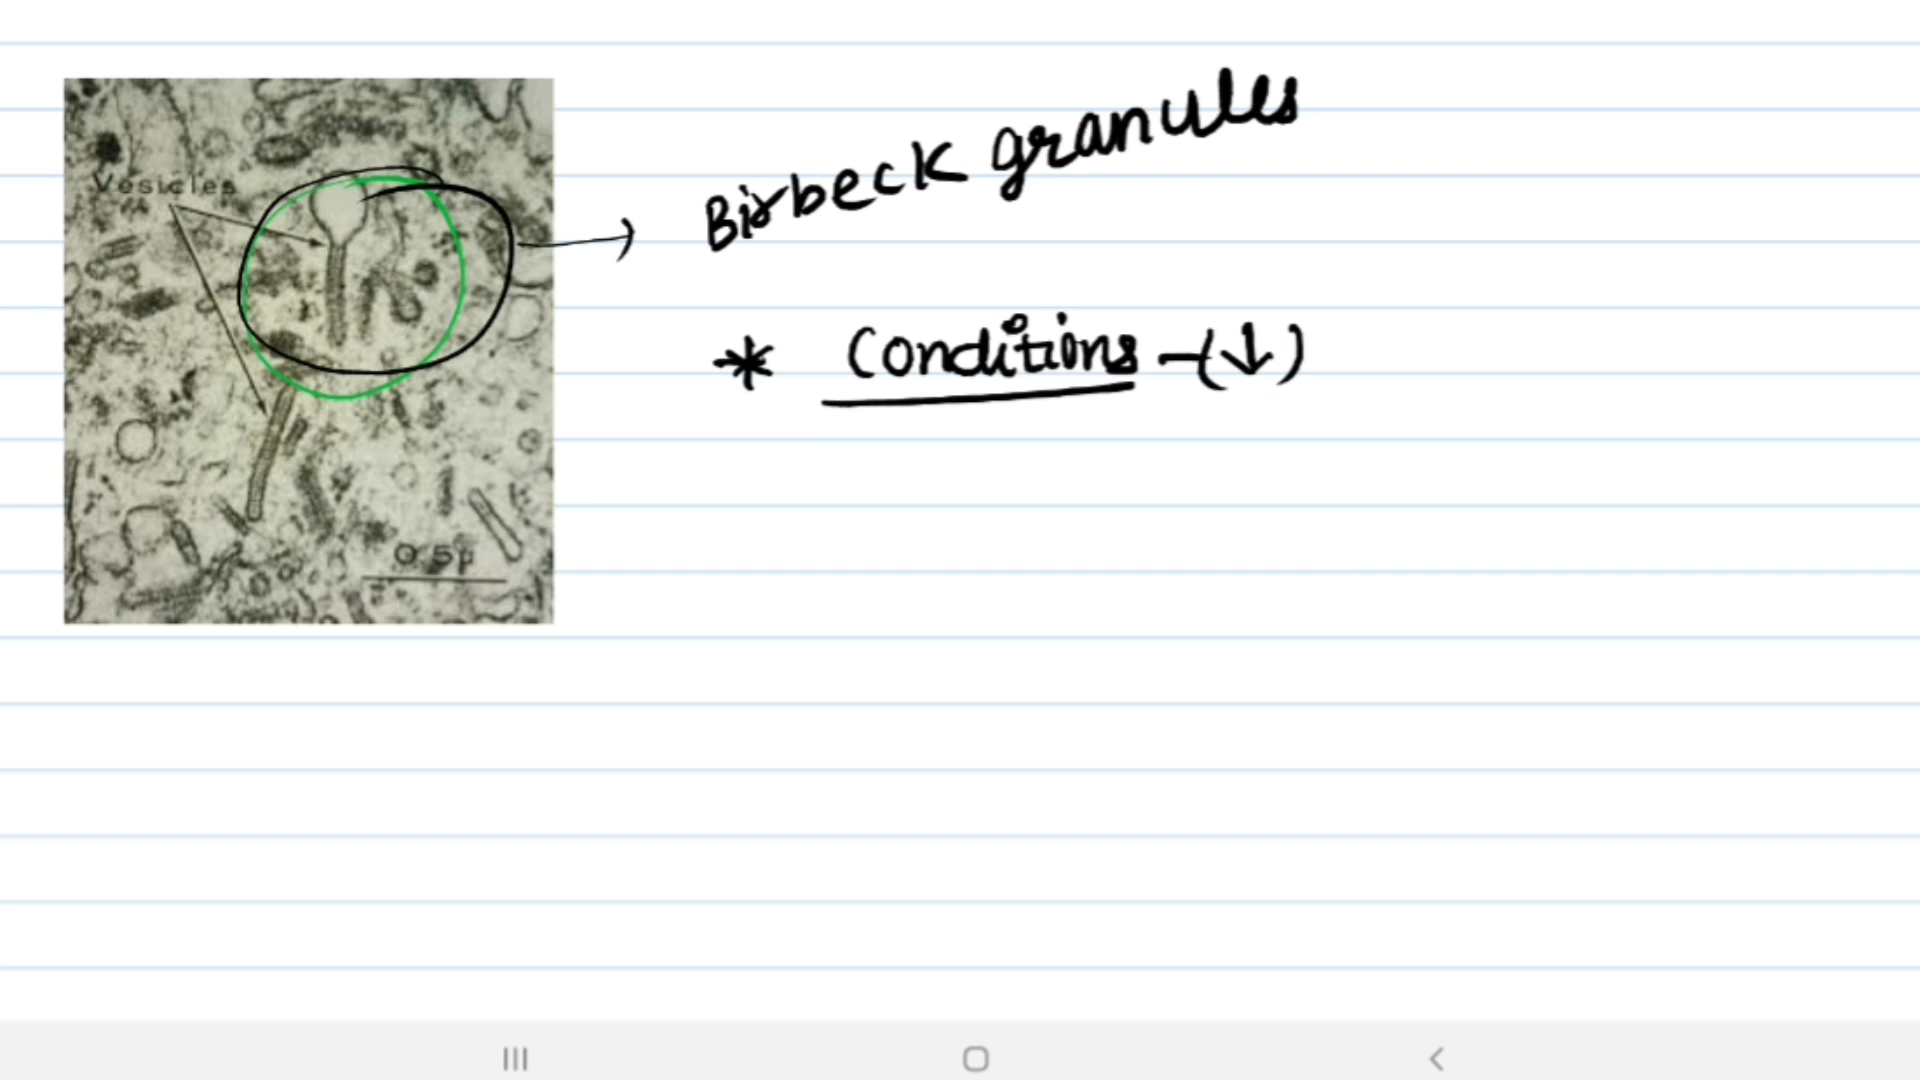 Birbeck granules
Vesicles
* Conditions -(↓)
0.5µ